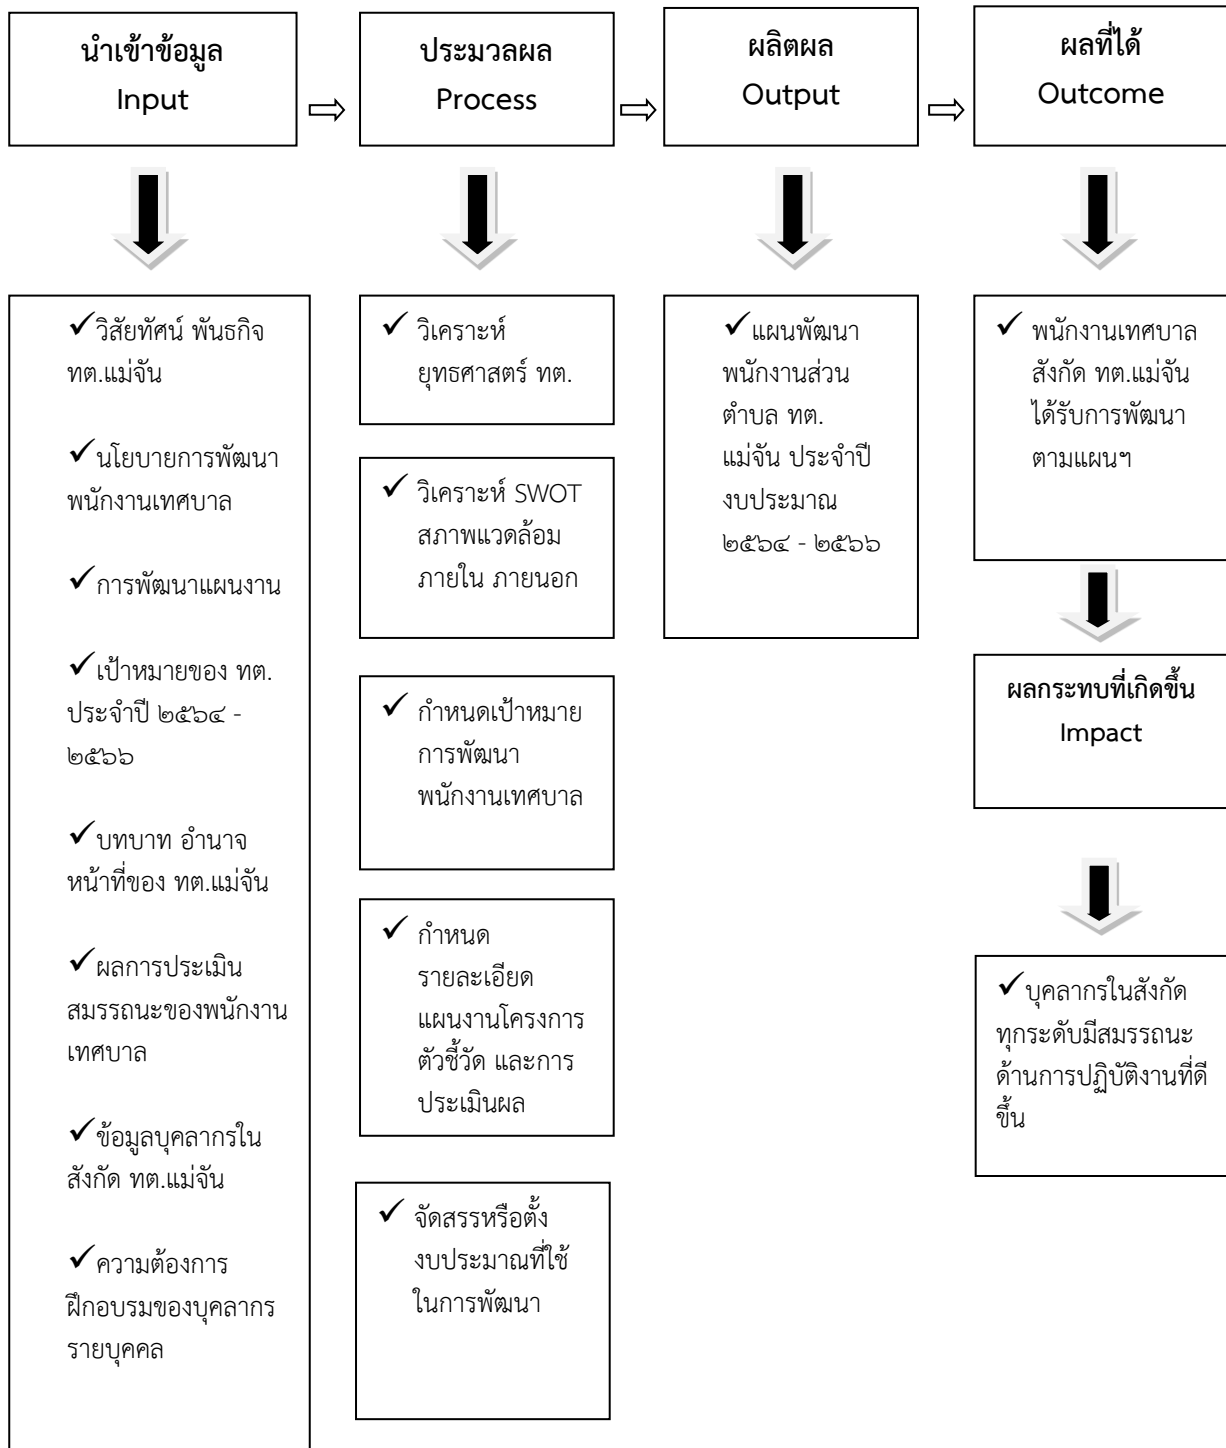 นำเข้าข้อมูล
Input
ประมวลผล
Process
ผลิตผล
Output
ผลที่ได้
Outcome
✓วิสัยทัศน์ พันธกิจ
ทต.แม่จัน
✓นโยบายการพัฒนา
พนักงานเทศบาล
✓การพัฒนาแผนงาน
✓เป้าหมายของ ทต.
ประจำปี ๒๕๖๔ -
๒๕๖๖
✓บทบาท อำนาจ
หน้าที่ของ ทต.แม่จัน
✓ผลการประเมิน
สมรรถนะของพนักงาน
เทศบาล
✓ข้อมูลบุคลากรใน
สังกัด ทต.แม่จัน
✓ความต้องการ
ฝึกอบรมของบุคลากร
รายบุคคล
✓ วิเคราะห์
ยุทธศาสตร์ ทต.
✓ วิเคราะห์ SWOT
สภาพแวดล้อม
ภายใน ภายนอก
✓ กำหนดเป้าหมาย
การพัฒนา
พนักงานเทศบาล
✓ กำหนด
รายละเอียด
แผนงานโครงการ
ตัวชี้วัด และการ
ประเมินผล
✓ จัดสรรหรือตั้ง
งบประมาณที่ใช้
ในการพัฒนา
✓แผนพัฒนา
พนักงานส่วน
ตำบล ทต.
แม่จัน ประจำปี
งบประมาณ
๒๕๖๔ - ๒๕๖๖
✓ พนักงานเทศบาล
สังกัด ทต.แม่จัน
ได้รับการพัฒนา
ตามแผนฯ
ผลกระทบที่เกิดขึ้น
Impact
✓บุคลากรในสังกัด
ทุกระดับมีสมรรถนะ
ด้านการปฏิบัติงานที่ดี
ขึ้น